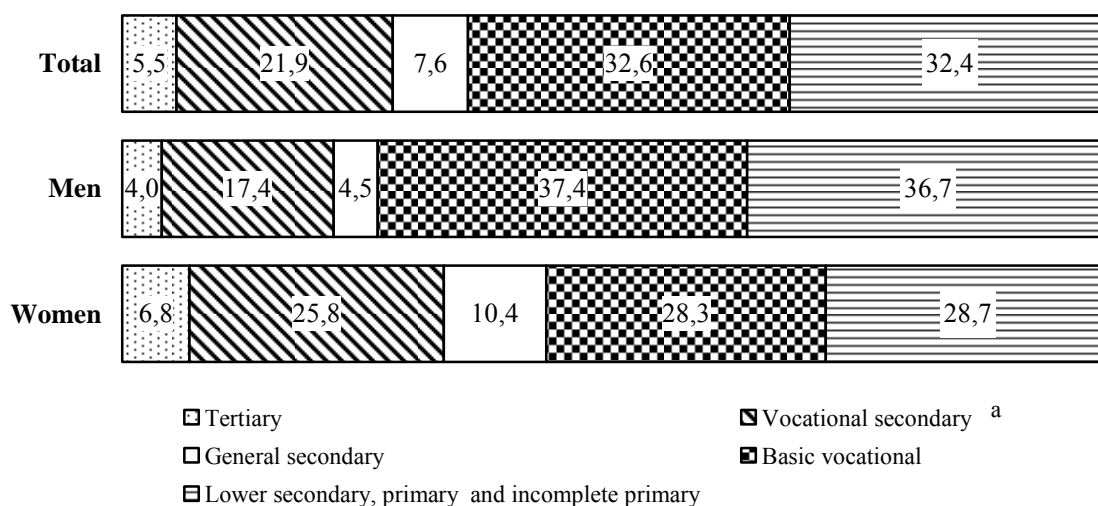 Total 5,5 21,9 7,6 32,6 32,4
Men 4,0 17,4 4,5 37,4 36,7
Women 6,8 25,8 10,4 28,3 28,7
Tertiary Vocational secondary a
General secondary Basic vocational
Lower secondary, primary and incomplete primary